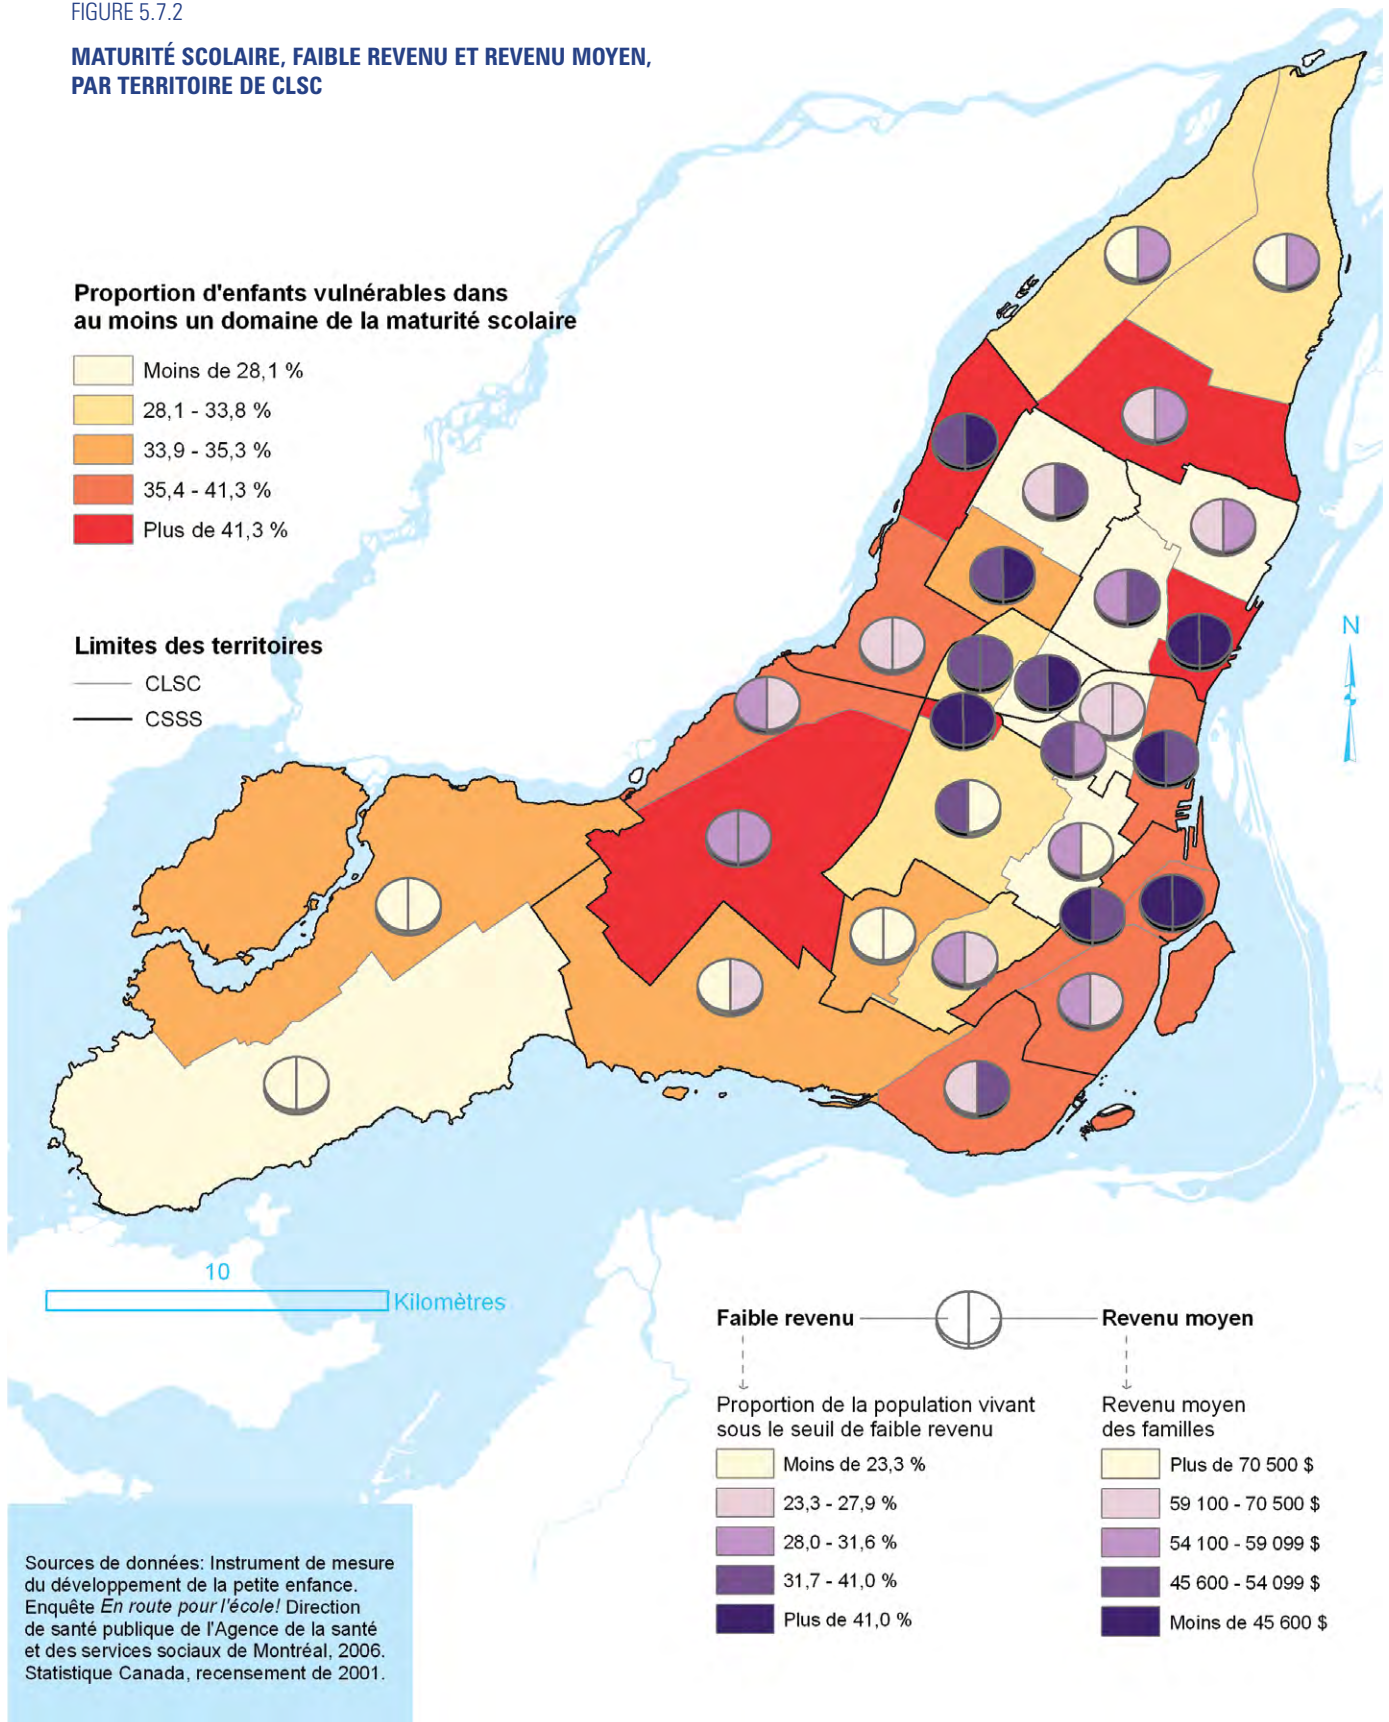 FIGURE 5.7.2
MATURITÉ SCOLAIRE, FAIBLE REVENU ET REVENU MOYEN,
PAR TERRITOIRE DE CLSC
Proportion d'enfants vulnérables dans
au moins un domaine de la maturité scolaire
Moins de 28,1 %
28,1 - 33,8 %
33,9 - 35,3 %
35,4 - 41,3 %
Plus de 41,3 %
Limites des territoires
CLSC
CSSS
N
10
Kilomètres
Faible revenu
Revenu moyen
Proportion de la population vivant
sous le seuil de faible revenu
Moins de 23,3 %
23,3 - 27,9 %
28,0 - 31,6 %
31,7 - 41,0 %
Plus de 41,0 %
Revenu moyen
des familles
Plus de 70 500 $
59 100 - 70 500 $
54 100 - 59 099 $
45 600 - 54 099 $
Moins de 45 600 $
Sources de données: Instrument de mesure
du développement de la petite enfance.
Enquête En route pour l'école! Direction
de santé publique de l'Agence de la santé
et des services sociaux de Montréal, 2006.
Statistique Canada, recensement de 2001.